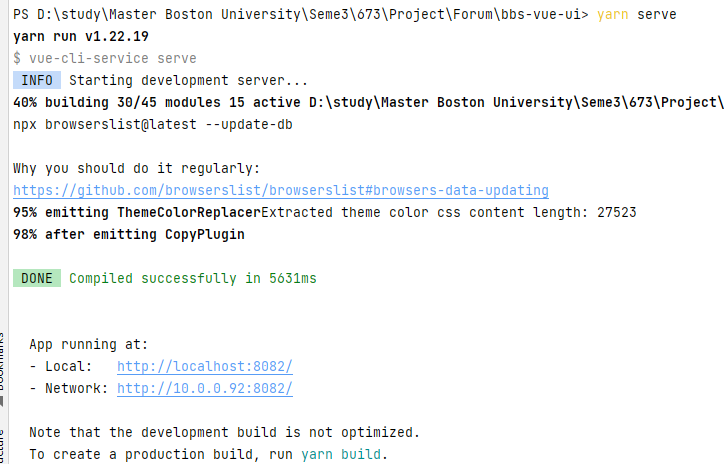 PS D:\study\Master Boston University\Seme3\673\Project\Forum\bbs-vue-ui> yarn serve
yarn run v1.22.19
$ vue-cli-service serve
INFO Starting development server...
40% building 30/45 modules 15 active D:\study\Master Boston University\Seme3\673\Project\
npx browserslist@latest --update-db
Why you should do it regularly:
https://github.com/browserslist/browserslist#browsers-data-updating
95% emitting ThemeColorReplacerExtracted theme color css content length: 27523
98% after emitting CopyPlugin
DONE Compiled successfully in 5631ms
App running at:
- Local: http://localhost:8082/
- Network: http://10.0.0.92:8082/
Note that the development build is not optimized.
To create a production build, run yarn build.